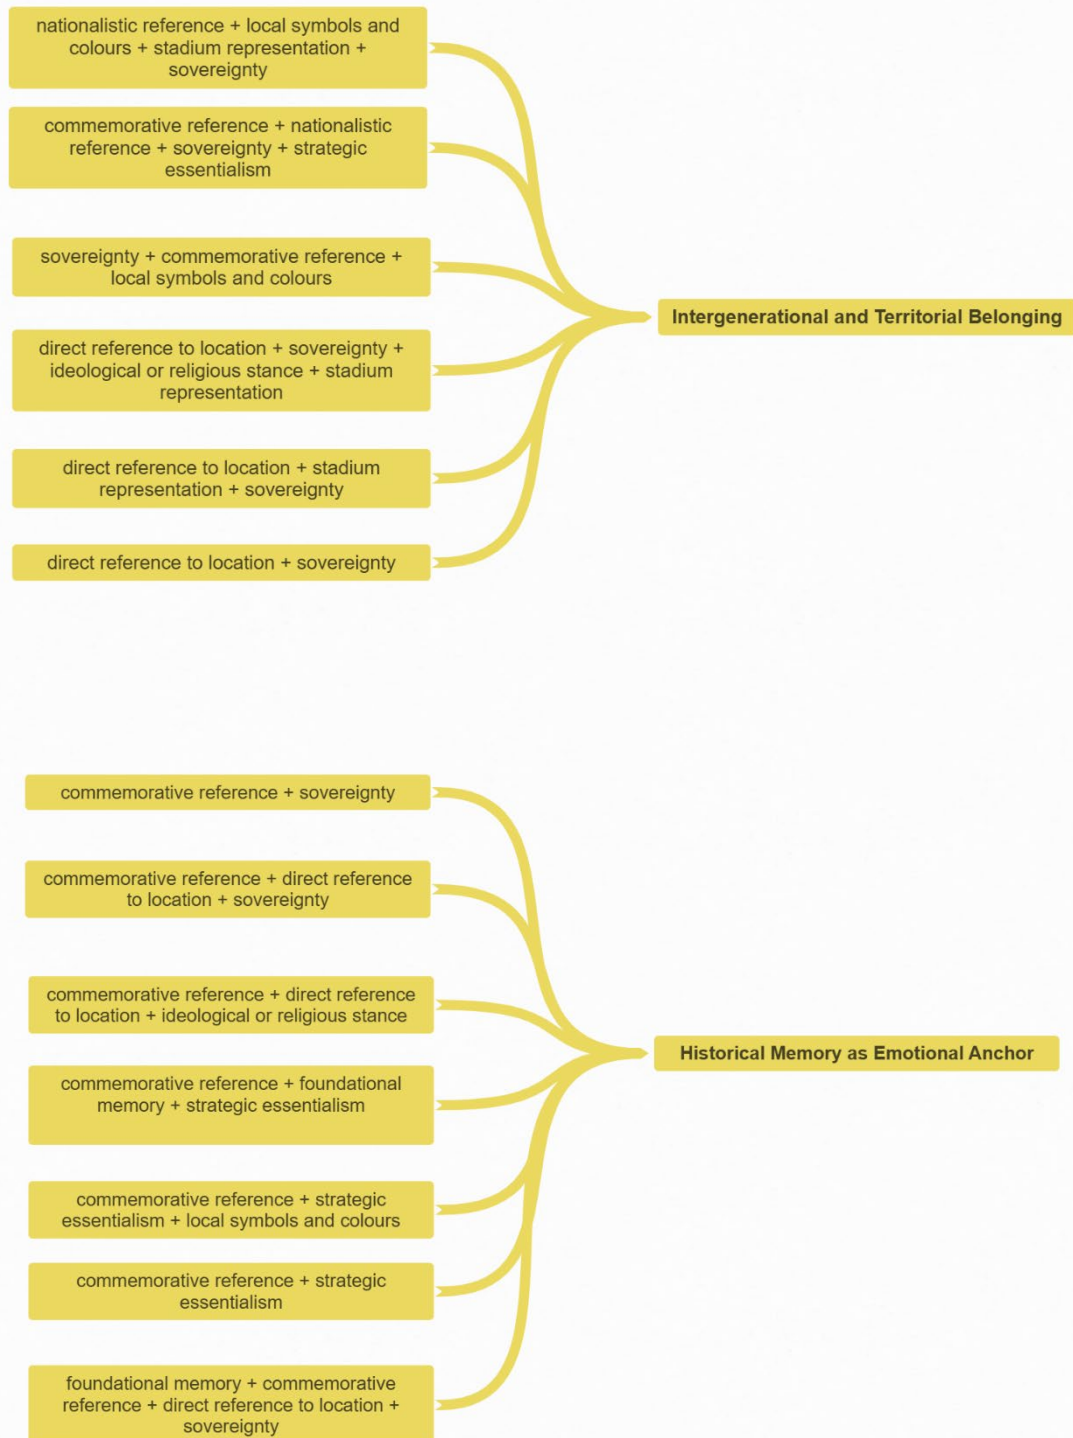 nationalistic reference + local symbols and
colours + stadium representation +
sovereignty
commemorative reference + nationalistic
reference + sovereignty + strategic
essentialism
sovereignty + commemorative reference +
local symbols and colours
direct reference to location + sovereignty +
ideological or religious stance + stadium
representation
direct reference to location + stadium
representation + sovereignty
direct reference to location + sovereignty
Intergenerational and Territorial Belonging
commemorative reference + sovereignty
commemorative reference + direct reference
to location + sovereignty
commemorative reference + direct reference
to location + ideological or religious stance
commemorative reference + foundational
memory + strategic essentialism
commemorative reference + strategic
essentialism + local symbols and colours
commemorative reference + strategic
essentialism
foundational memory + commemorative
reference + direct reference to location +
sovereignty
Historical Memory as Emotional Anchor